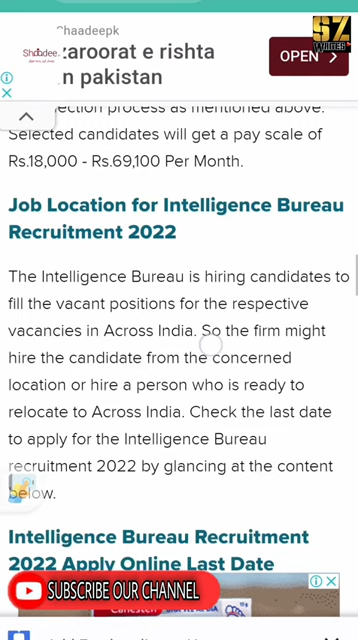 Shaadeepk
Shadee
zaroorat e rishta
n pakistan
OPEN
SZ
ection process as mentioned above.
Selected candidates will get a pay scale of
Rs.18,000 - Rs.69,100 Per Month.
Job Location for Intelligence Bureau
Recruitment 2022
The Intelligence Bureau is hiring candidates to
fill the vacant positions for the respective
vacancies in Across India. So the firm might
hire the candidate from the concerned
location or hire a person who is ready to
relocate to Across India. Check the last date
to apply for the Intelligence Bureau
recruitment 2022 by glancing at the content
below.
Intelligence Bureau Recruitment
2022 Apply Online Last Date
SUBSCRIBE OUR CHANNEL
Canesten